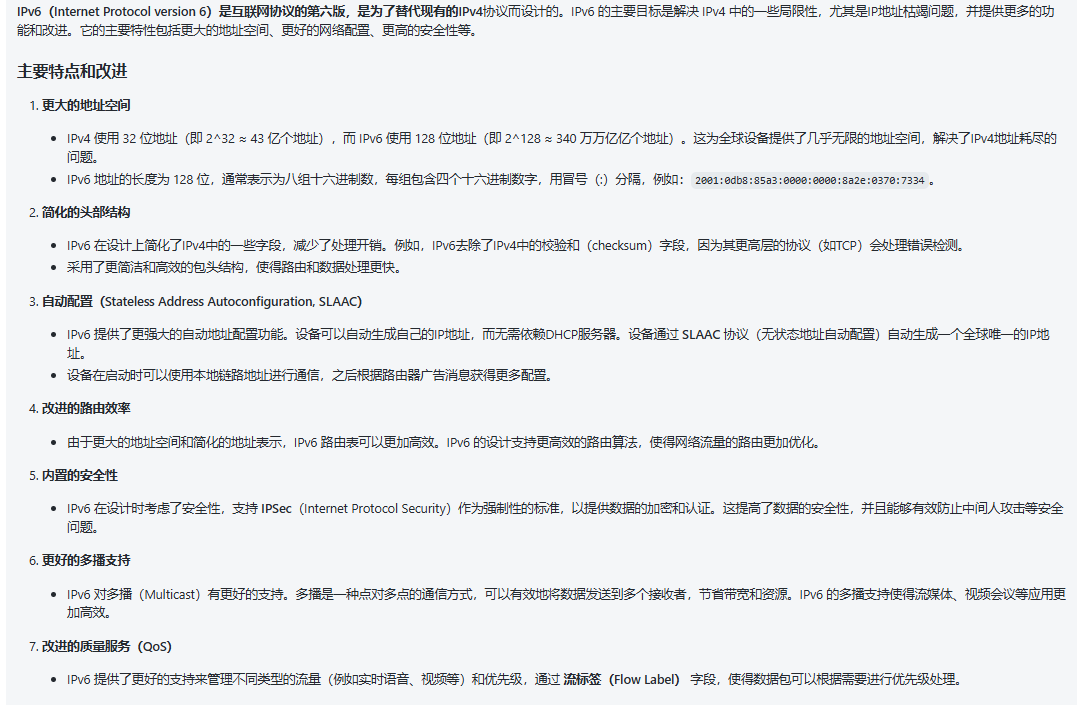 IPv6（Internet Protocol version 6）是互联网协议的第六版，是为了替代现有的IPv4协议而设计的。IPv6 的主要目标是解决 IPv4 中的一些局限性，尤其是IP地址枯竭问题，并提供更多的功
能和改进。它的主要特性包括更大的地址空间、更好的网络配置、更高的安全性等。
主要特点和改进
1. 更大的地址空间
• IPv4 使用 32 位地址（即 2^32 ≈ 43 亿个地址），而 IPv6 使用 128 位地址（即 2^128 ≈ 340 万万亿亿个地址）。这为全球设备提供了几乎无限的地址空间，解决了IPv4地址耗尽的
问题。
• IPv6 地址的长度为 128 位，通常表示为八组十六进制数，每组包含四个十六进制数字，用冒号（:）分隔，例如：2001:0db8:85a3:0000:0000:8a2e:0370:7334。
2. 简化的头部结构
• IPv6 在设计上简化了IPv4中的一些字段，减少了处理开销。例如，IPv6去除了IPv4中的校验和（checksum）字段，因为其更高层的协议（如TCP）会处理错误检测。
• 采用了更简洁和高效的包头结构，使得路由和数据处理更快。
3. 自动配置（Stateless Address Autoconfiguration, SLAAC）
• IPv6 提供了更强大的自动地址配置功能。设备可以自动生成自己的IP地址，而无需依赖DHCP服务器。设备通过 SLAAC 协议（无状态地址自动配置）自动生成一个全球唯一的IP地
址。
• 设备在启动时可以使用本地链路地址进行通信，之后根据路由器广告消息获得更多配置。
4. 改进的路由效率
• 由于更大的地址空间和简化的地址表示，IPv6 路由表可以更加高效。IPv6 的设计支持更高效的路由算法，使得网络流量的路由更加优化。
5. 内置的安全性
• IPv6 在设计时考虑了安全性，支持 IPSec（Internet Protocol Security）作为强制性的标准，以提供数据的加密和认证。这提高了数据的安全性，并且能够有效防止中间人攻击等安全
问题。
6. 更好的多播支持
• IPv6 对多播（Multicast）有更好的支持。多播是一种点对多点的通信方式，可以有效地将数据发送到多个接收者，节省带宽和资源。IPv6 的多播支持使得流媒体、视频会议等应用更
加高效。
7. 改进的质量服务（QoS）
• IPv6 提供了更好的支持来管理不同类型的流量（例如实时语音、视频等）和优先级，通过 流标签（Flow Label） 字段，使得数据包可以根据需要进行优先级处理。